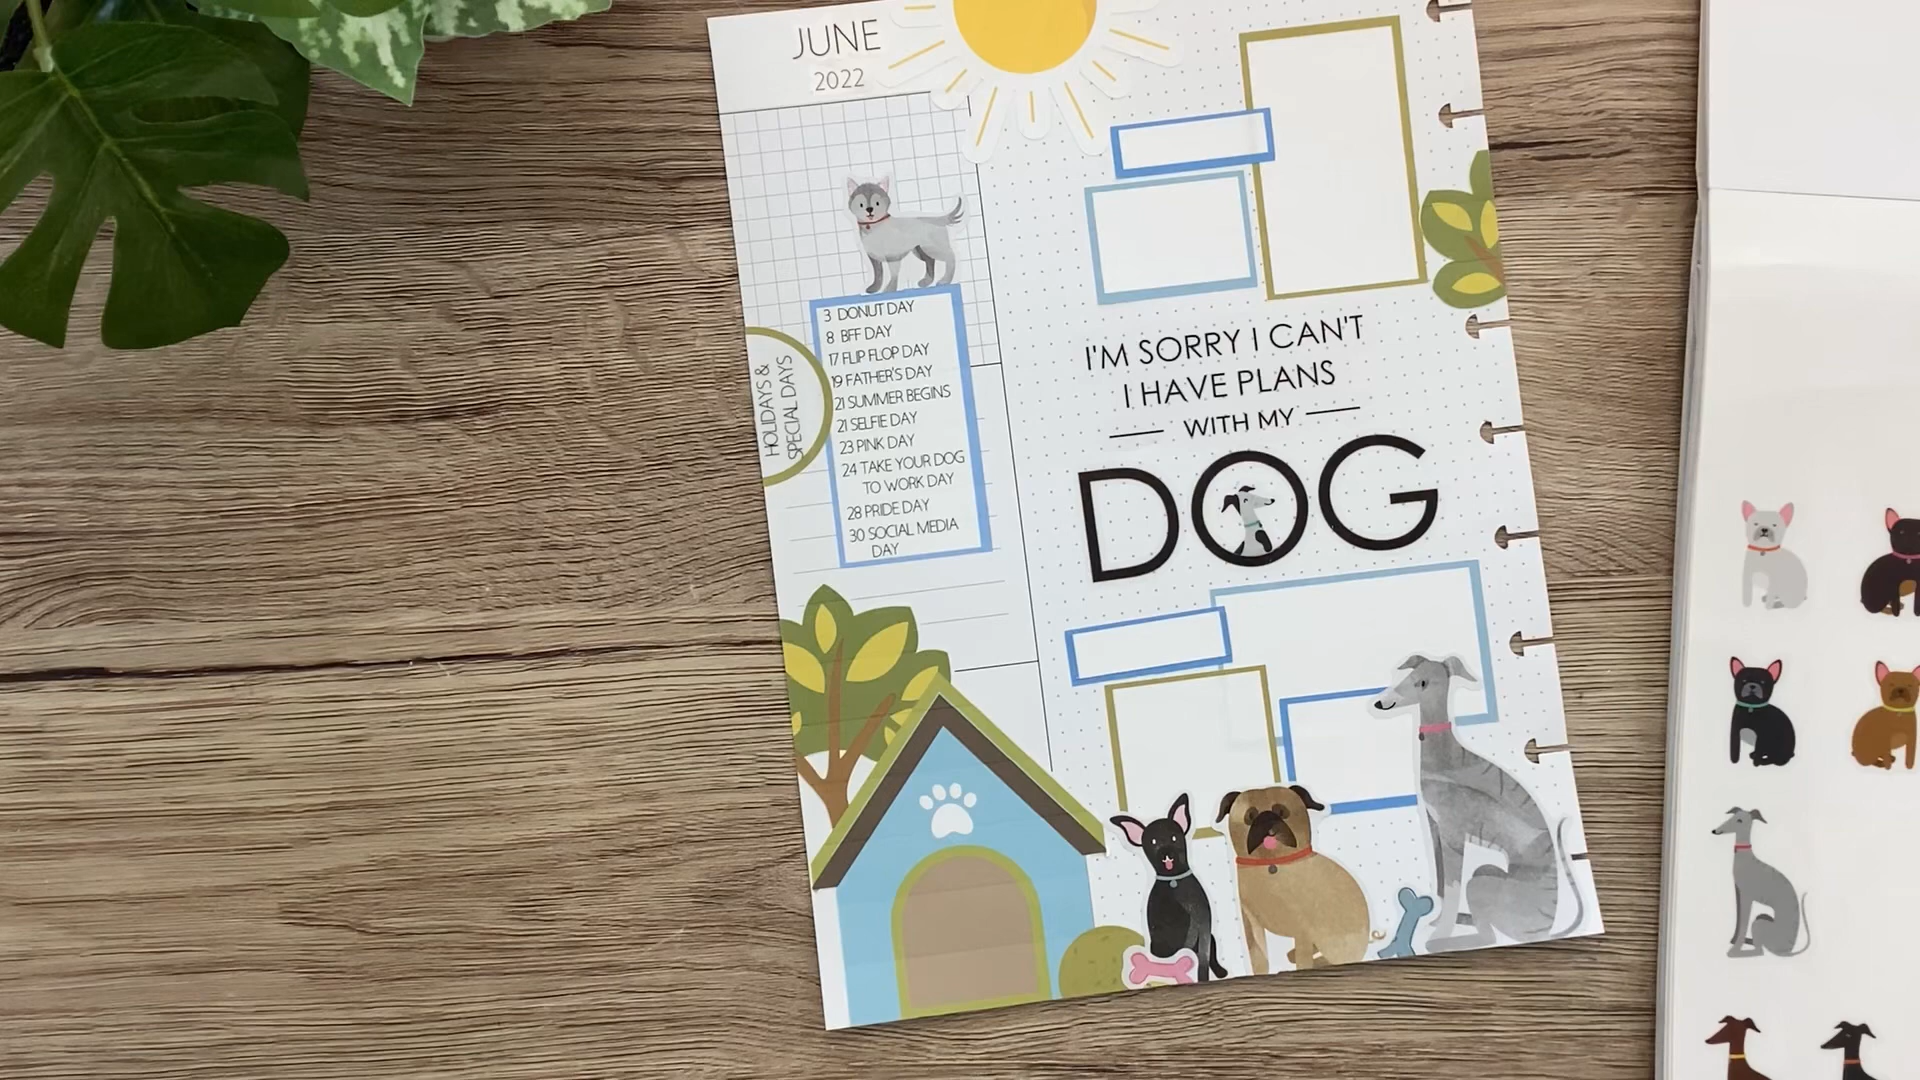 JUNE
2022
HOLIDAYS &
SPECIAL DAYS
3 DONUT DAY
8 BFF DAY
17 FLIP FLOP DAY
19 FATHER'S DAY
21 SUMMER BEGINS
21 SELFIE DAY
23 PINK DAY
24 TAKE YOUR DOG
TO WORK DAY
28 PRIDE DAY
30 SOCIAL MEDIA
DAY
I'M SORRY I CAN'T
I HAVE PLANS
WITH MY
DOG